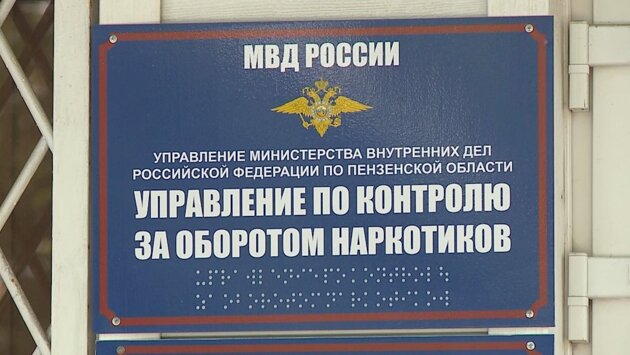 МВД РОССИИ
УПРАВЛЕНИЕ МИНИСТЕРСТВА ВНУТРЕННИХ ДЕЛ
РОССИЙСКОЙ ФЕДЕРАЦИИ ПО ПЕНЗЕНСКОЙ ОБЛАСТИ
УПРАВЛЕНИЕ ПО КОНТРОЛЮ
ЗА ОБОРОТОМ НАРКОТИКОВ